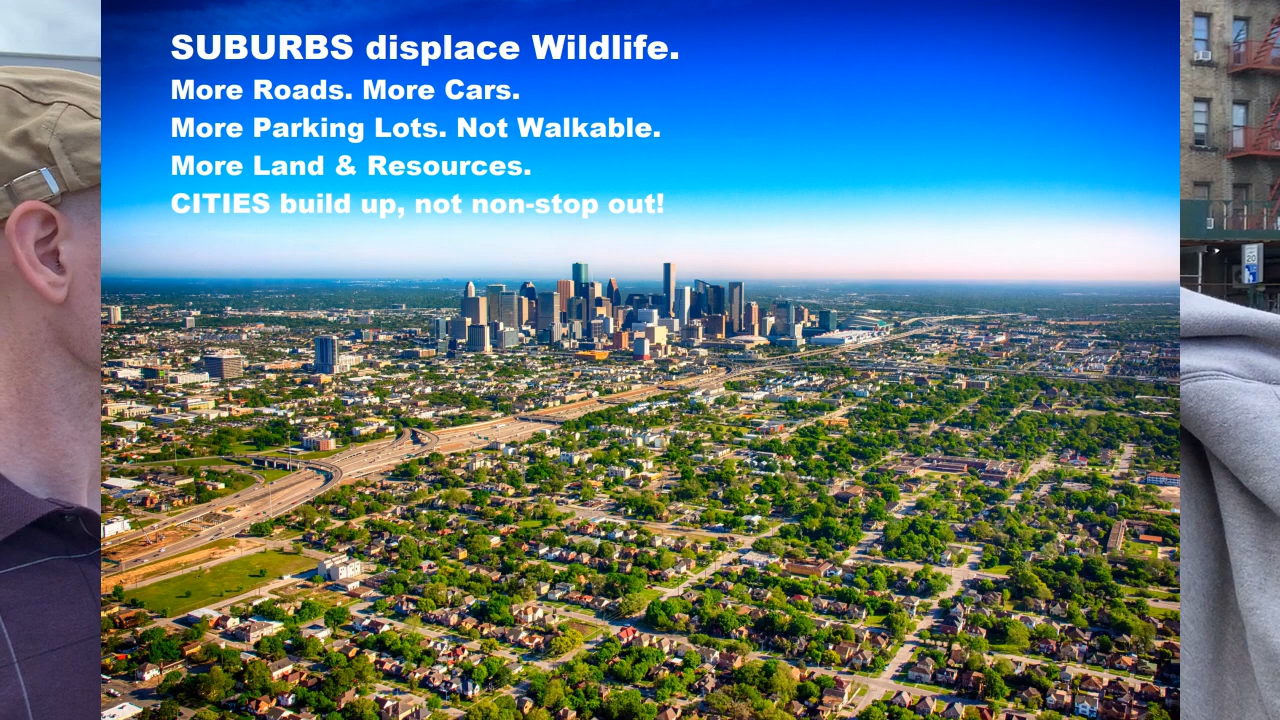 SUBURBS displace Wildlife.
More Roads. More Cars.
More Parking Lots. Not Walkable.
More Land & Resources.
CITIES build up, not non-stop out!
20